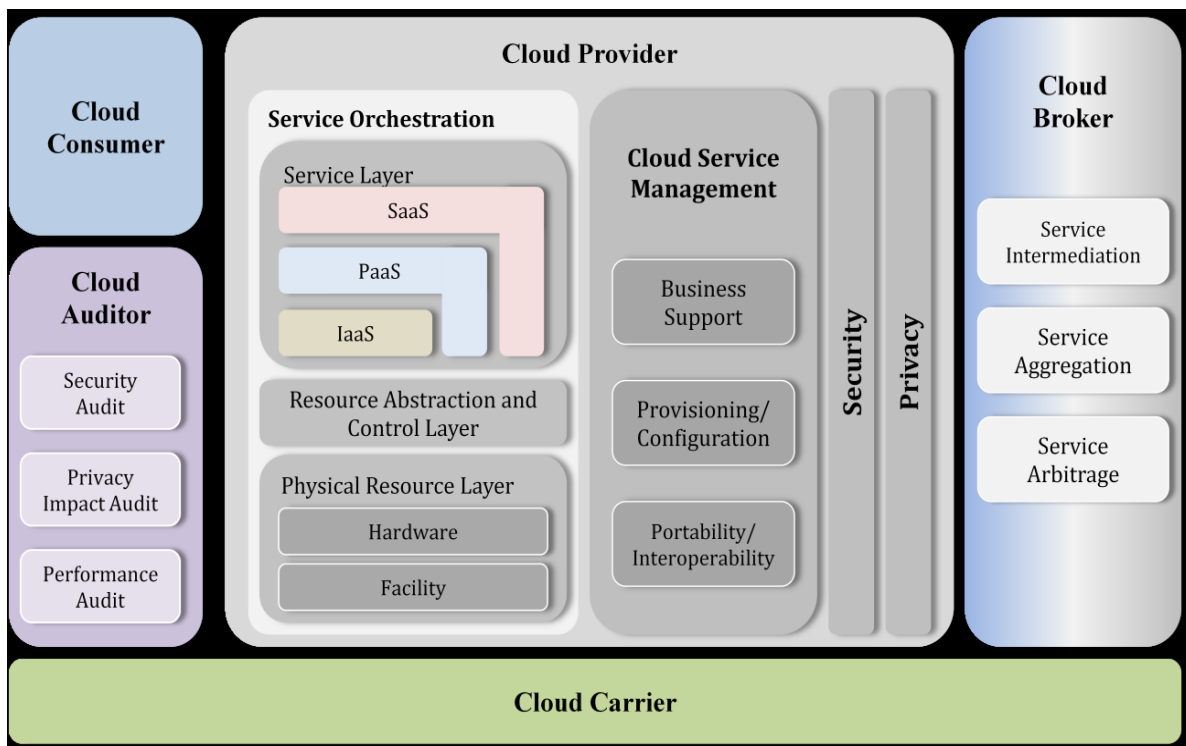 Cloud
Consumer
Cloud
Auditor
Security
Audit
Privacy
Impact Audit
Performance
Audit
Cloud Provider
Service Orchestration
Service Layer
SaaS
PaaS
IaaS
Resource Abstraction and
Control Layer
Physical Resource Layer
Hardware
Facility
Cloud Service
Management
Business
Support
Provisioning/
Configuration
Portability/
Interoperability
Security
Privacy
Cloud
Broker
Service
Intermediation
Service
Aggregation
Service
Arbitrage
Cloud Carrier